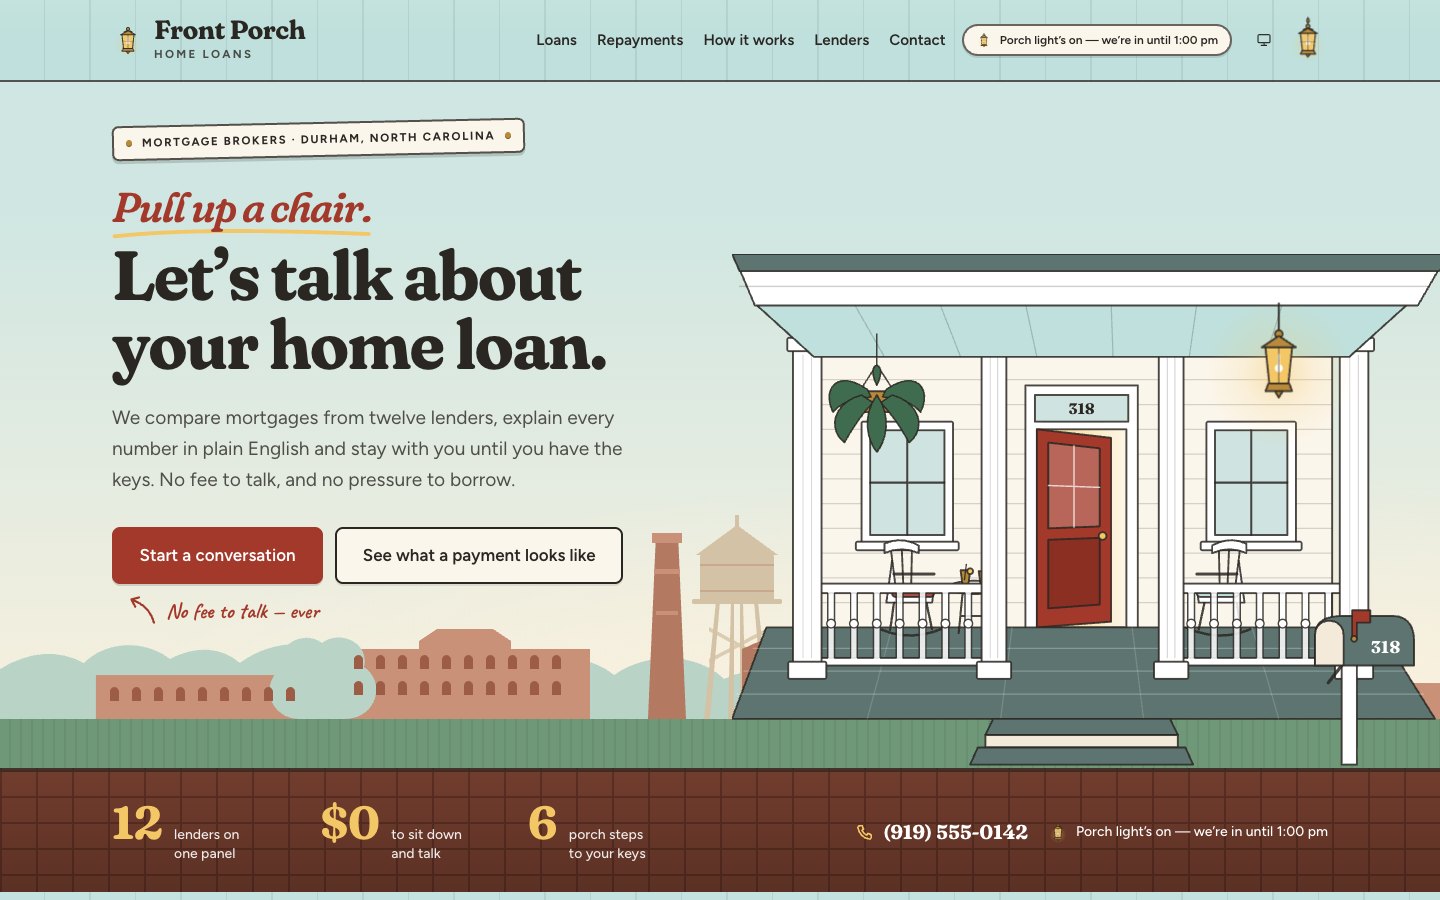 Front Porch
HOME LOANS
Loans Repayments How it works Lenders Contact
Porch light’s on — we’re in until 1:00 pm
MORTGAGE BROKERS · DURHAM, NORTH CAROLINA
Pull up a chair.
Let’s talk about
your home loan.
We compare mortgages from twelve lenders, explain every
number in plain English and stay with you until you have the
keys. No fee to talk, and no pressure to borrow.
Start a conversation
See what a payment looks like
No fee to talk – ever
318
318
12 lenders on
one panel
$0 to sit down
and talk
6 porch steps
to your keys
(919) 555-0142
Porch light’s on — we’re in until 1:00 pm